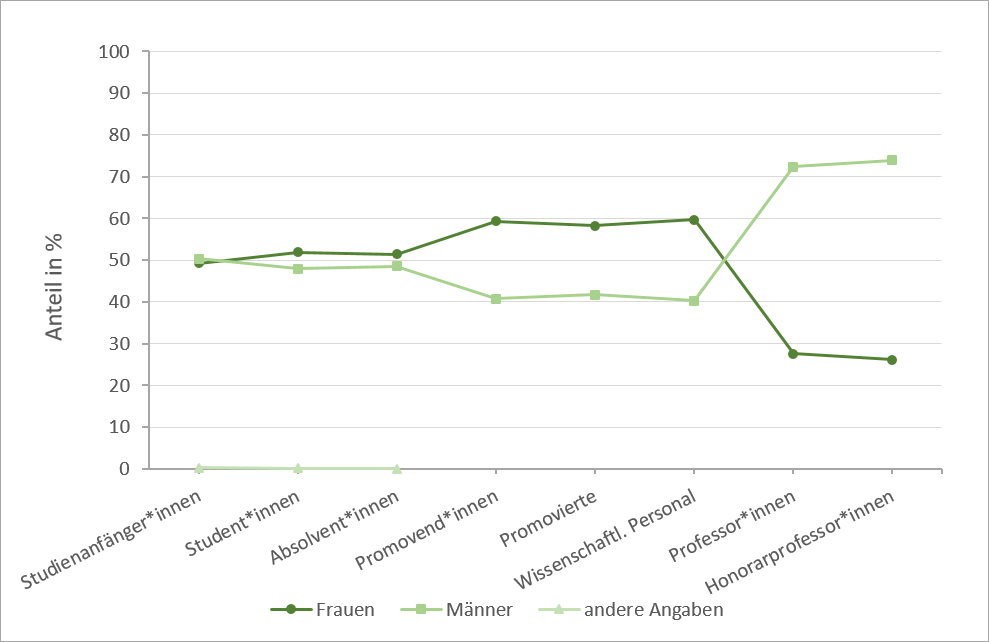 100
90
80
70
60
50
40
30
20
10
0
Anteil in %
Studienanfänger*innen
Student*innen
Absolvent*innen
Promovend*innen
Promovierte
Wissenschaftl. Personal
Professor*innen
Honorarprofessor*innen
Frauen Männer andere Angaben